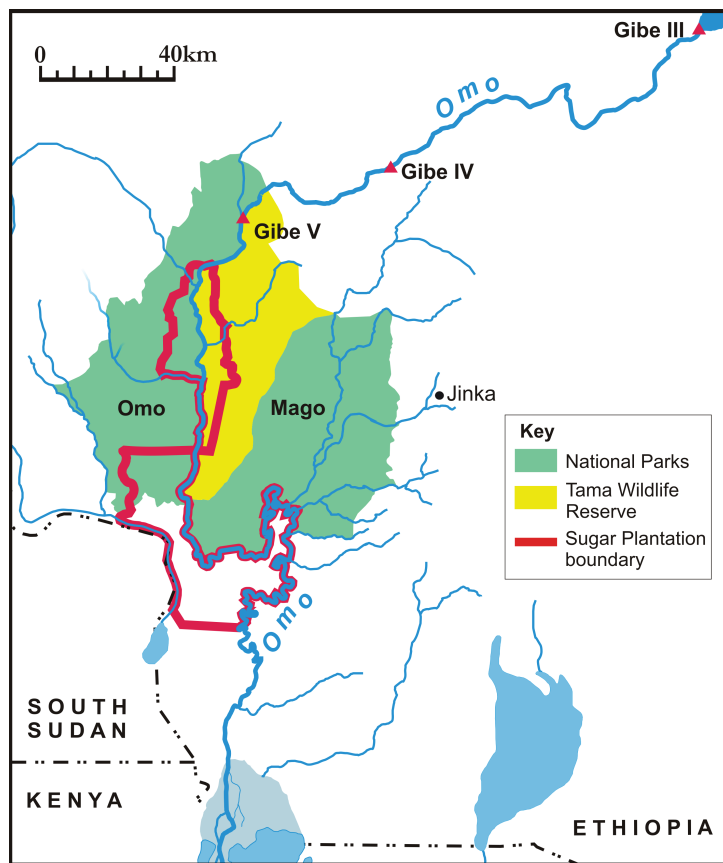 Gibe III
0 40km
Omo
Gibe IV
Gibe V
Omo
Mago
Jinka
Key
National Parks
Tama Wildlife
Reserve
Sugar Plantation
boundary
Omo
SOUTH
SUDAN
KENYA
ETHIOPIA